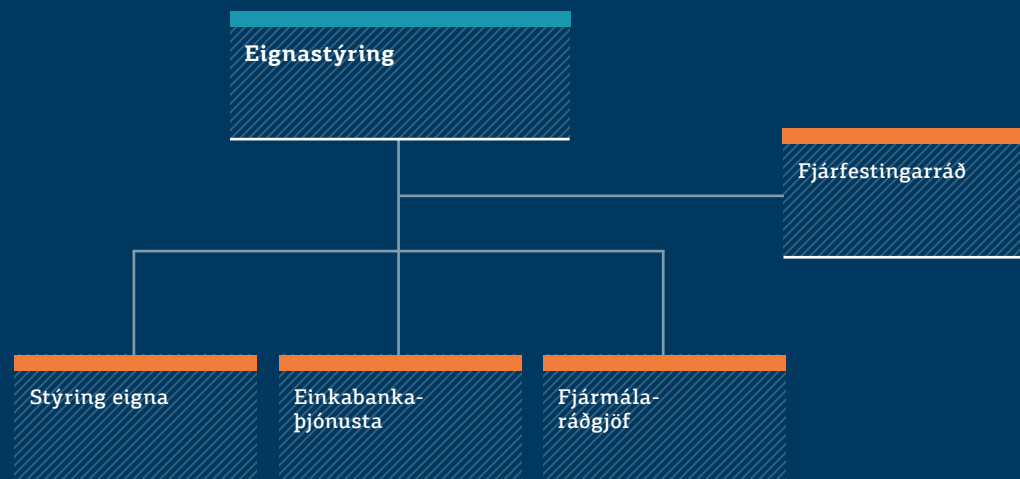 Eignastýring
Fjárfestingarráð
Stýring eigna
Einkabanka-
þjónusta
Fjármála-
ráðgjöf